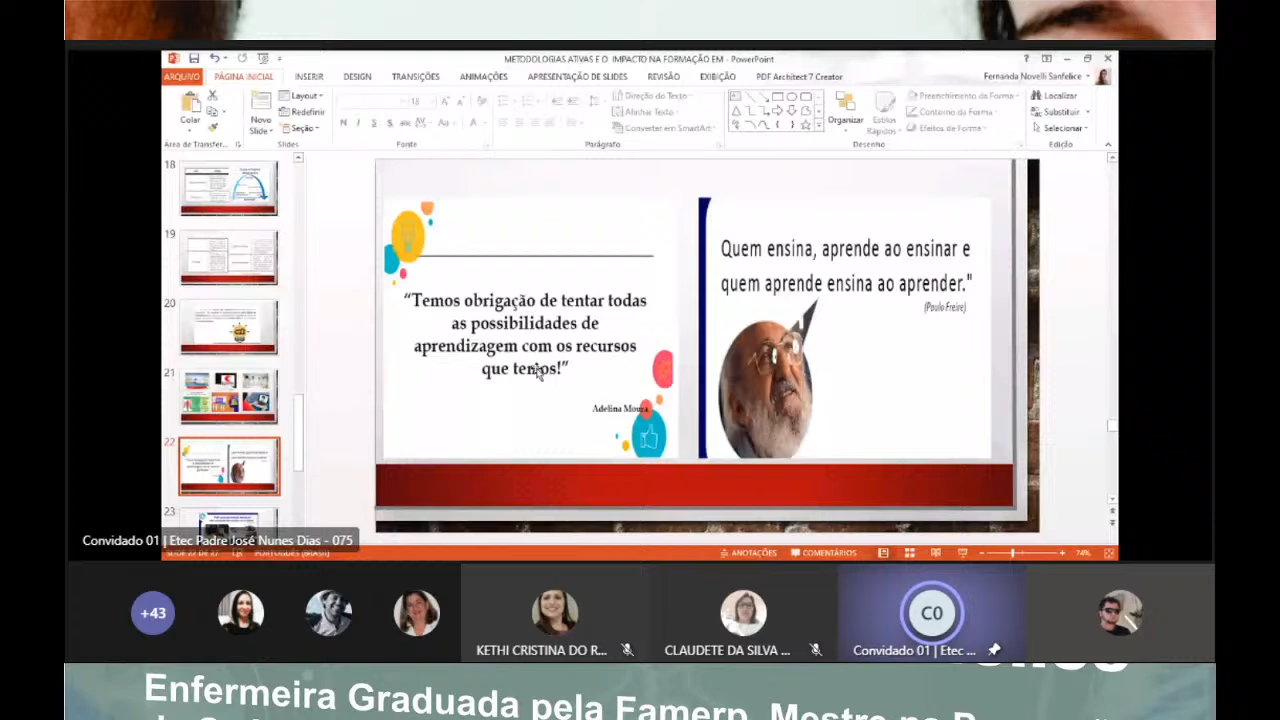 METODOLOGIAS ATIVAS E O IMPACTO NA FORMAÇÃO EM - PowerPoint
ARQUIVO PÁGINA INICIAL INSERIR DESIGN TRANSIÇÕES ANIMAÇÕES APRESENTAÇÃO DE SLIDES REVISÃO EXIBIÇÃO PDF Architect 7 Creator Fernanda Novelli Sanfelice
Colar
Novo Slide
Layout
Redefinir
Seção
18
Direção do Texto
Alinhar Texto
Converter em SmartArt
Organizar
Estilos Rápidos
Preenchimento da Forma
Contorno da Forma
Efeitos de Forma
Localizar
Substituir
Selecionar
Área de Transfer... Slides Fonte Parágrafo Desenho Edição
18
19
20
21
22
23
“Temos obrigação de tentar todas
as possibilidades de
aprendizagem com os recursos
que temos!”
Adelina Moura
Quem ensina, aprende ao ensinar e
quem aprende ensina ao aprender."
(Paulo Freire)
Convidado 01 | Etec Padre José Nunes Dias - 075
SLIDE 22 DE 27 PORTUGUÊS (BRASIL) ANOTAÇÕES COMENTÁRIOS 74%
+43
C0
KETHI CRISTINA DO R...
CLAUDETE DA SILVA ...
Convidado 01 | Etec ...
Enfermeira Graduada pela Famerp, Mestre na